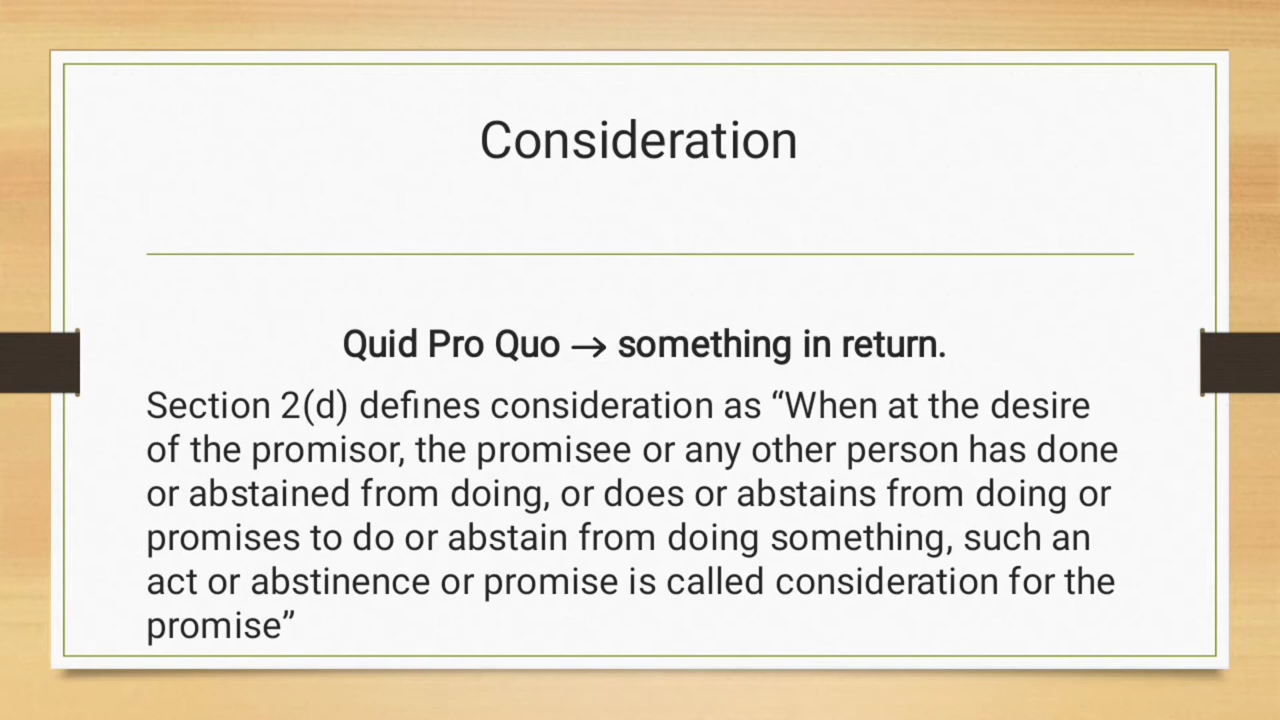 Consideration
Quid Pro Quo → something in return.
Section 2(d) defines consideration as “When at the desire
of the promisor, the promisee or any other person has done
or abstained from doing, or does or abstains from doing or
promises to do or abstain from doing something, such an
act or abstinence or promise is called consideration for the
promise”